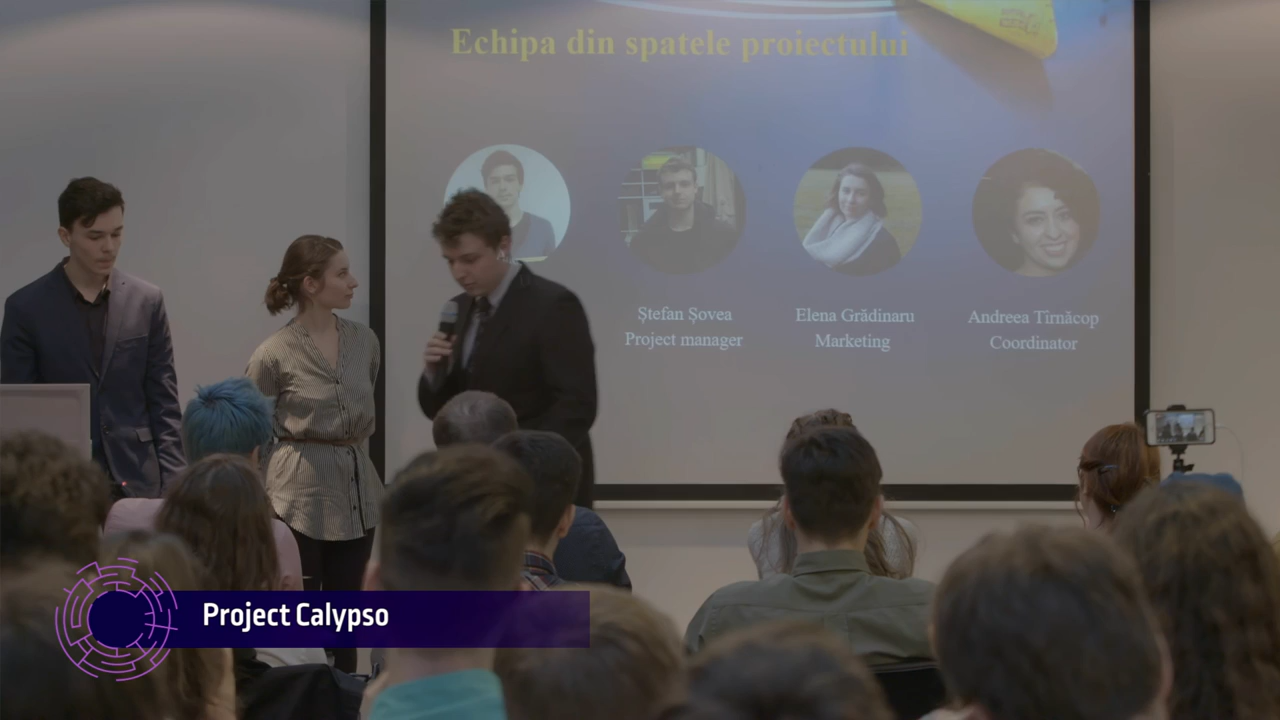 Echipa din spatele proiectului
Ștefan Șovea
Project manager
Elena Grădinaru
Marketing
Andreea Tîrnăcop
Coordinator
Project Calypso